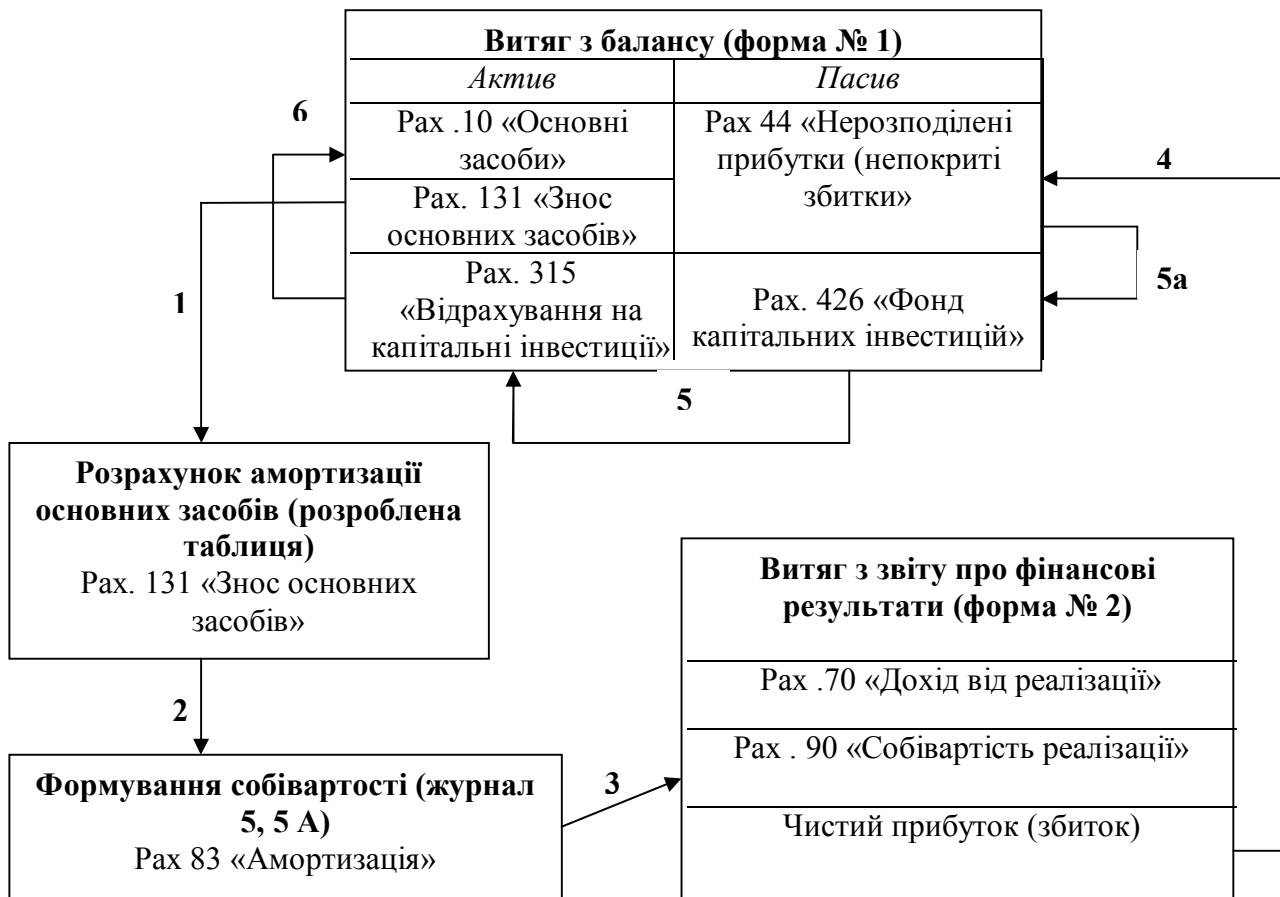 Витяг з балансу (форма № 1)
Актив
Пасив
6
Рах .10 «Основні
засоби»
Рах 44 «Нерозподілені
прибутки (непокриті
збитки»
4
Рах. 131 «Знос
основних засобів»
1
Рах. 315
«Відрахування на
капітальні інвестиції»
Рах. 426 «Фонд
капітальних інвестицій»
5а
5
Розрахунок амортизації
основних засобів (розроблена
таблиця)
Рах. 131 «Знос основних
засобів»
2
Формування собівартості (журнал
5, 5 А)
Рах 83 «Амортизація»
3
Витяг з звіту про фінансові
результати (форма № 2)
Рах .70 «Дохід від реалізації»
Рах . 90 «Собівартість реалізації»
Чистий прибуток (збиток)